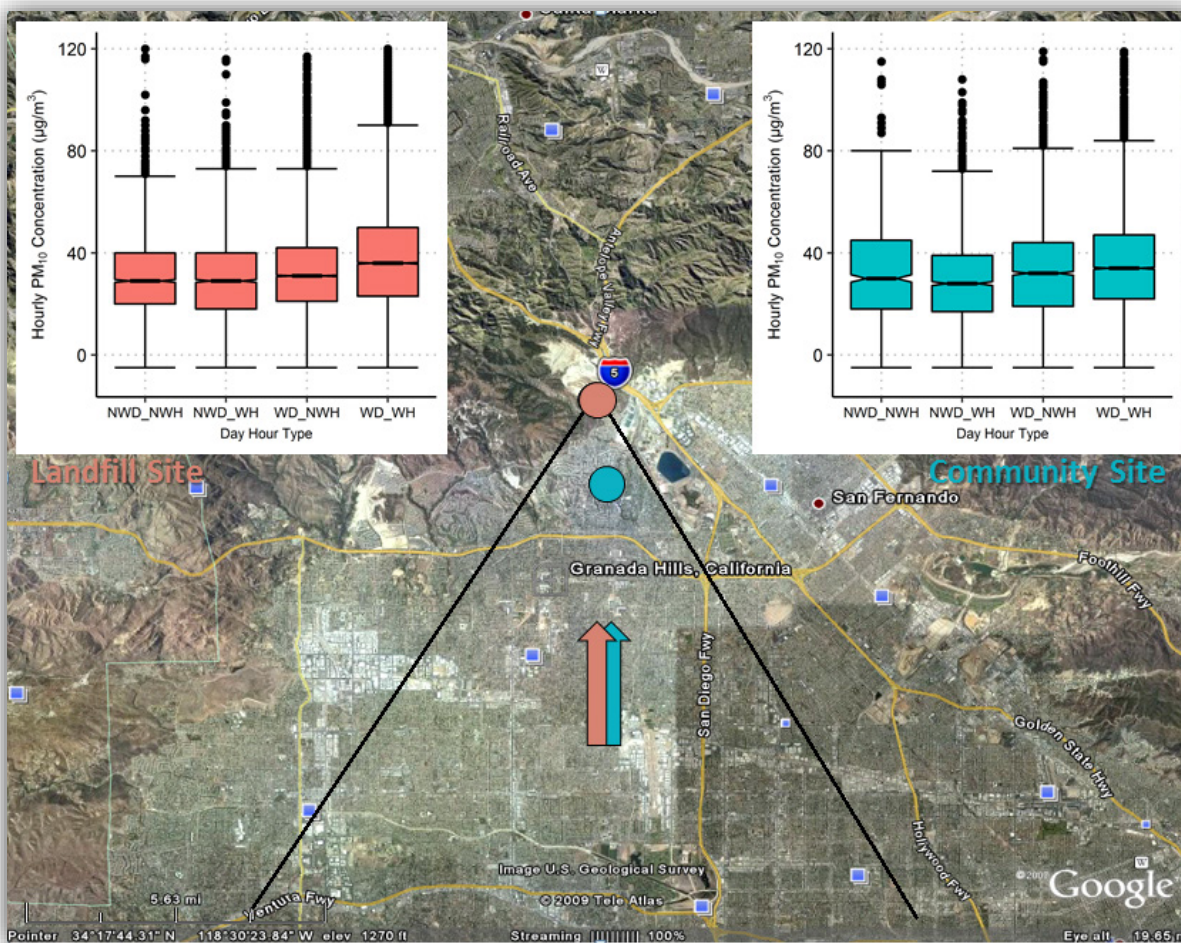 Hourly PM₁₀ Concentration (µg/m³)
120
80
40
0
NWD_NWH NWD_WH WD_NWH WD_WH
Day Hour Type
Landfill Site
Hourly PM₁₀ Concentration (µg/m³)
120
80
40
0
NWD_NWH NWD_WH WD_NWH WD_WH
Day Hour Type
Community Site
W
Railroad Ave
Antelope Valley Fwy
5
San Fernando
Granada Hills, California
Foothill Fwy
San Diego Fwy
Golden State Hwy
Hollywood Fwy
W
Ventura Fwy
5.63 mi
Image U.S. Geological Survey
© 2009 Tele Atlas
©2007 Google
Pointer 34°17'44.31" N 118°30'23.84" W elev 1270 ft Streaming |||||||||| 100% Eye alt 19.65